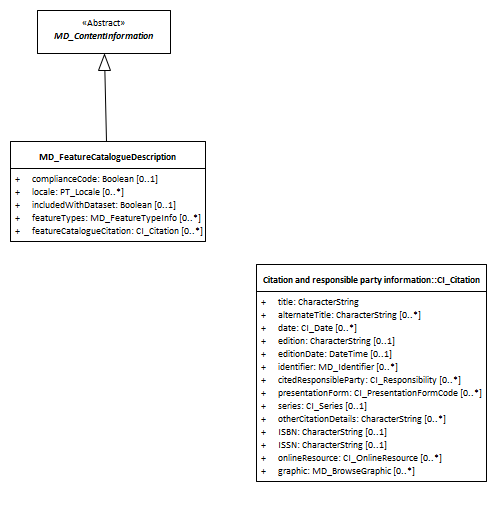 «Abstract»
MD_ContentInformation
MD_FeatureCatalogueDescription
+ complianceCode: Boolean [0..1]
+ locale: PT_Locale [0..*]
+ includedWithDataset: Boolean [0..1]
+ featureTypes: MD_FeatureTypeInfo [0..*]
+ featureCatalogueCitation: CI_Citation [0..*]
Citation and responsible party information::CI_Citation
+ title: CharacterString
+ alternateTitle: CharacterString [0..*]
+ date: CI_Date [0..*]
+ edition: CharacterString [0..1]
+ editionDate: DateTime [0..1]
+ identifier: MD_Identifier [0..*]
+ citedResponsibleParty: CI_Responsibility [0..*]
+ presentationForm: CI_PresentationFormCode [0..*]
+ series: CI_Series [0..1]
+ otherCitationDetails: CharacterString [0..*]
+ ISBN: CharacterString [0..1]
+ ISSN: CharacterString [0..1]
+ onlineResource: CI_OnlineResource [0..*]
+ graphic: MD_BrowseGraphic [0..*]